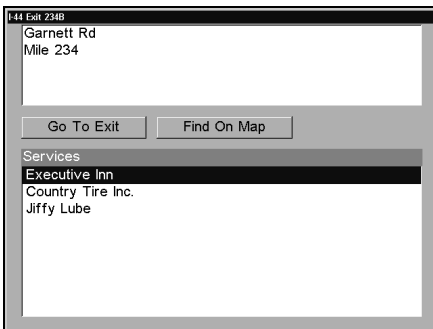 I-44 Exit 234B
Garnett Rd
Mile 234
Go To Exit Find On Map
Services
Executive Inn
Country Tire Inc.
Jiffy Lube